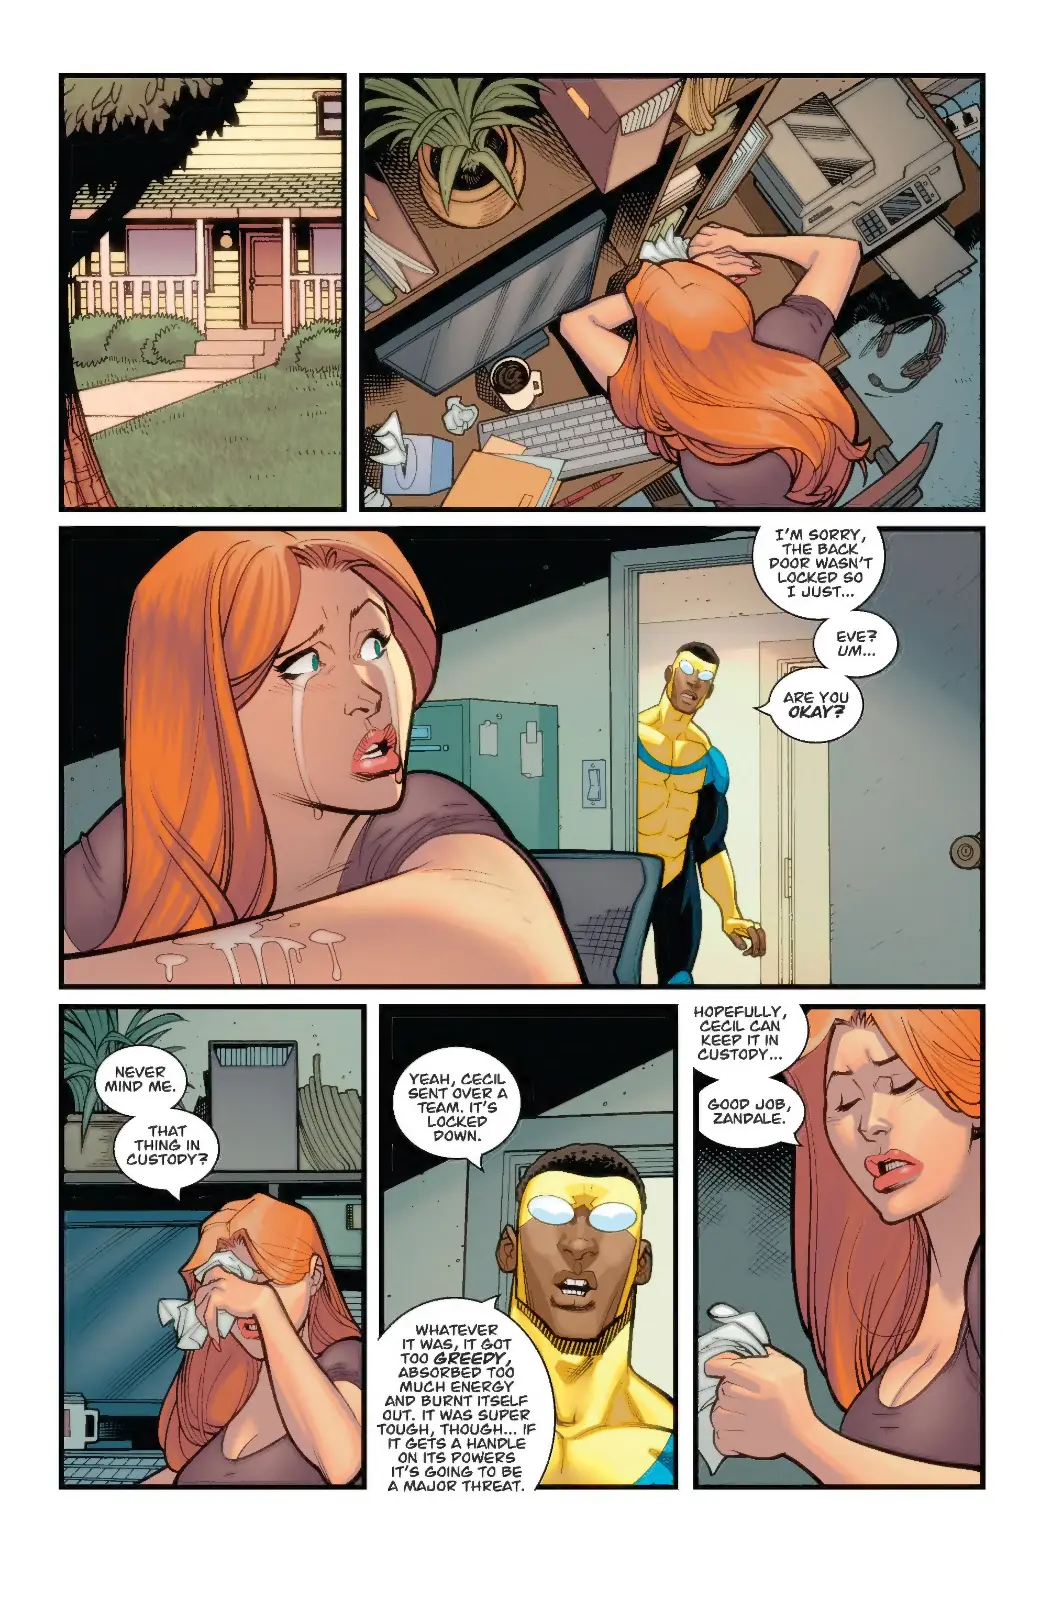 I'M SORRY,
THE BACK
DOOR WASN'T
LOCKED SO
I JUST...
EVE?
UM...
ARE YOU
OKAY?
NEVER
MIND ME.
THAT
THING IN
CUSTODY?
YEAH, CECIL
SENT OVER A
TEAM. IT'S
LOCKED
DOWN.
WHATEVER
IT WAS, IT GOT
TOO GREEDY,
ABSORBED TOO
MUCH ENERGY
AND BURNT ITSELF
OUT. IT WAS SUPER
TOUGH, THOUGH... IF
IT GETS A HANDLE
ON ITS POWERS
IT'S GOING TO BE
A MAJOR THREAT.
HOPEFULLY,
CECIL CAN
KEEP IT IN
CUSTODY...
GOOD JOB,
ZANDALE.